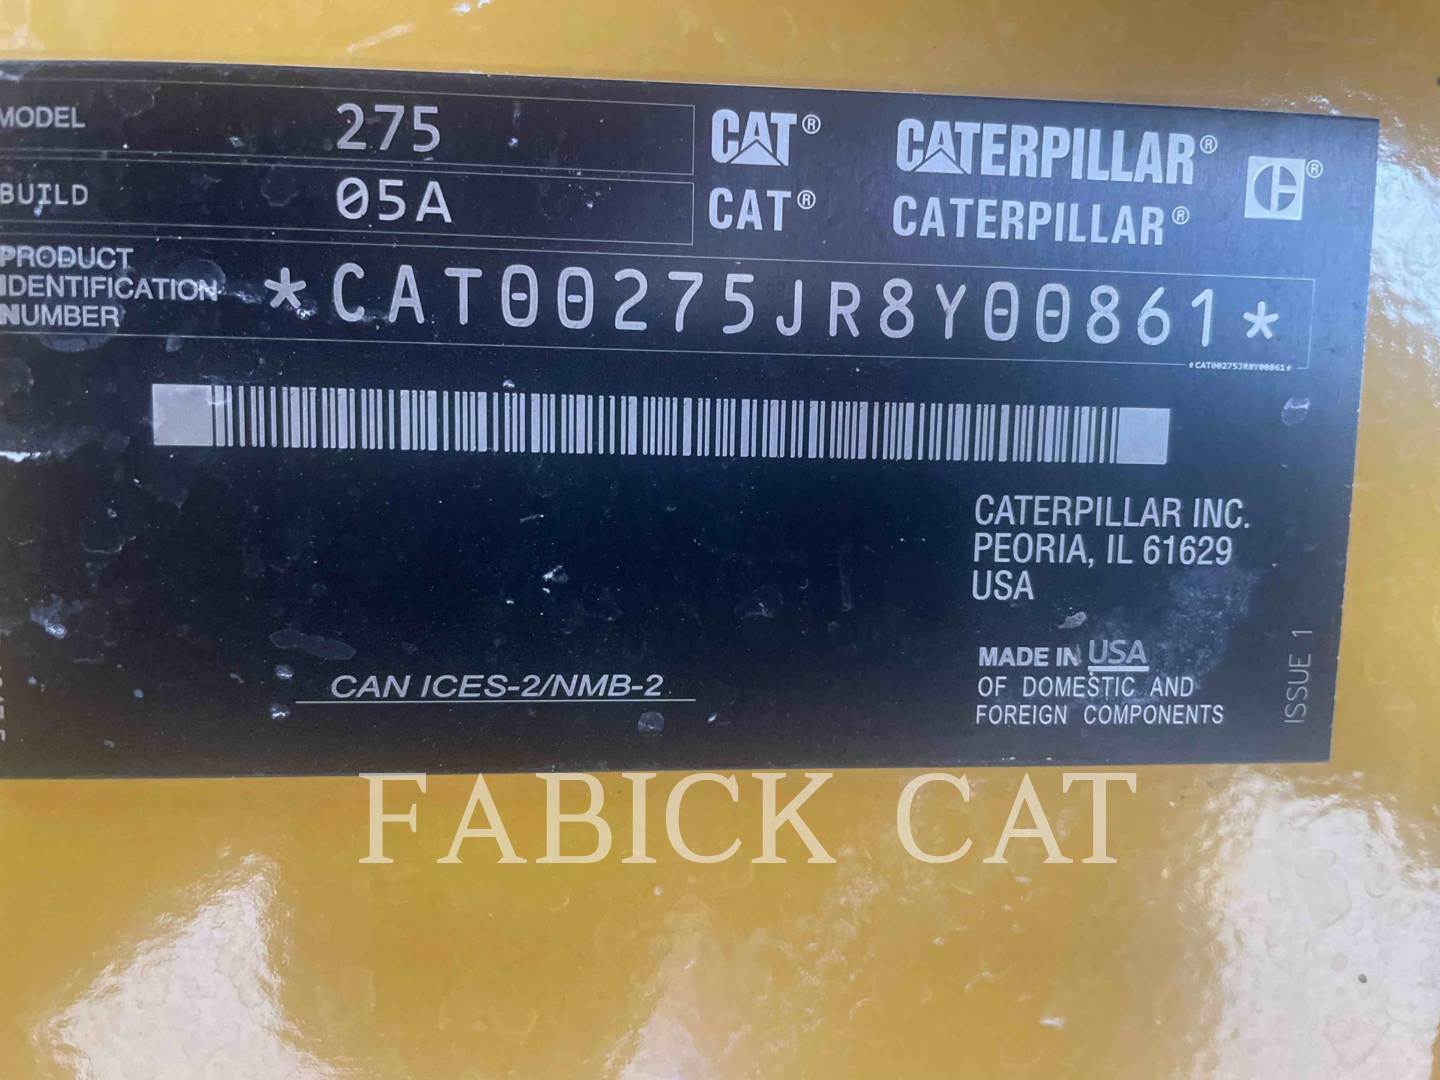 MODEL 275
BUILD 05A
CAT® CATERPILLAR® ®
CAT® CATERPILLAR®
PRODUCT
IDENTIFICATION
NUMBER
*CAT00275JR8Y00861*
*CAT00275JR8Y00861*
CATERPILLAR INC.
PEORIA, IL 61629
USA
MADE IN USA
OF DOMESTIC AND
FOREIGN COMPONENTS
ISSUE 1
CAN ICES-2/NMB-2
FABICK CAT